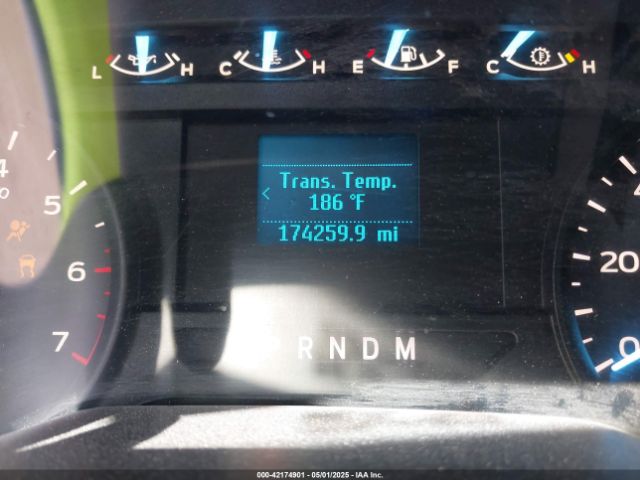 L H C H E F C H
4
5
6
7
Trans. Temp.
186 °F
174259.9 mi
R N D M
20
0
000-42174901 - 05/01/2025 - IAA Inc.